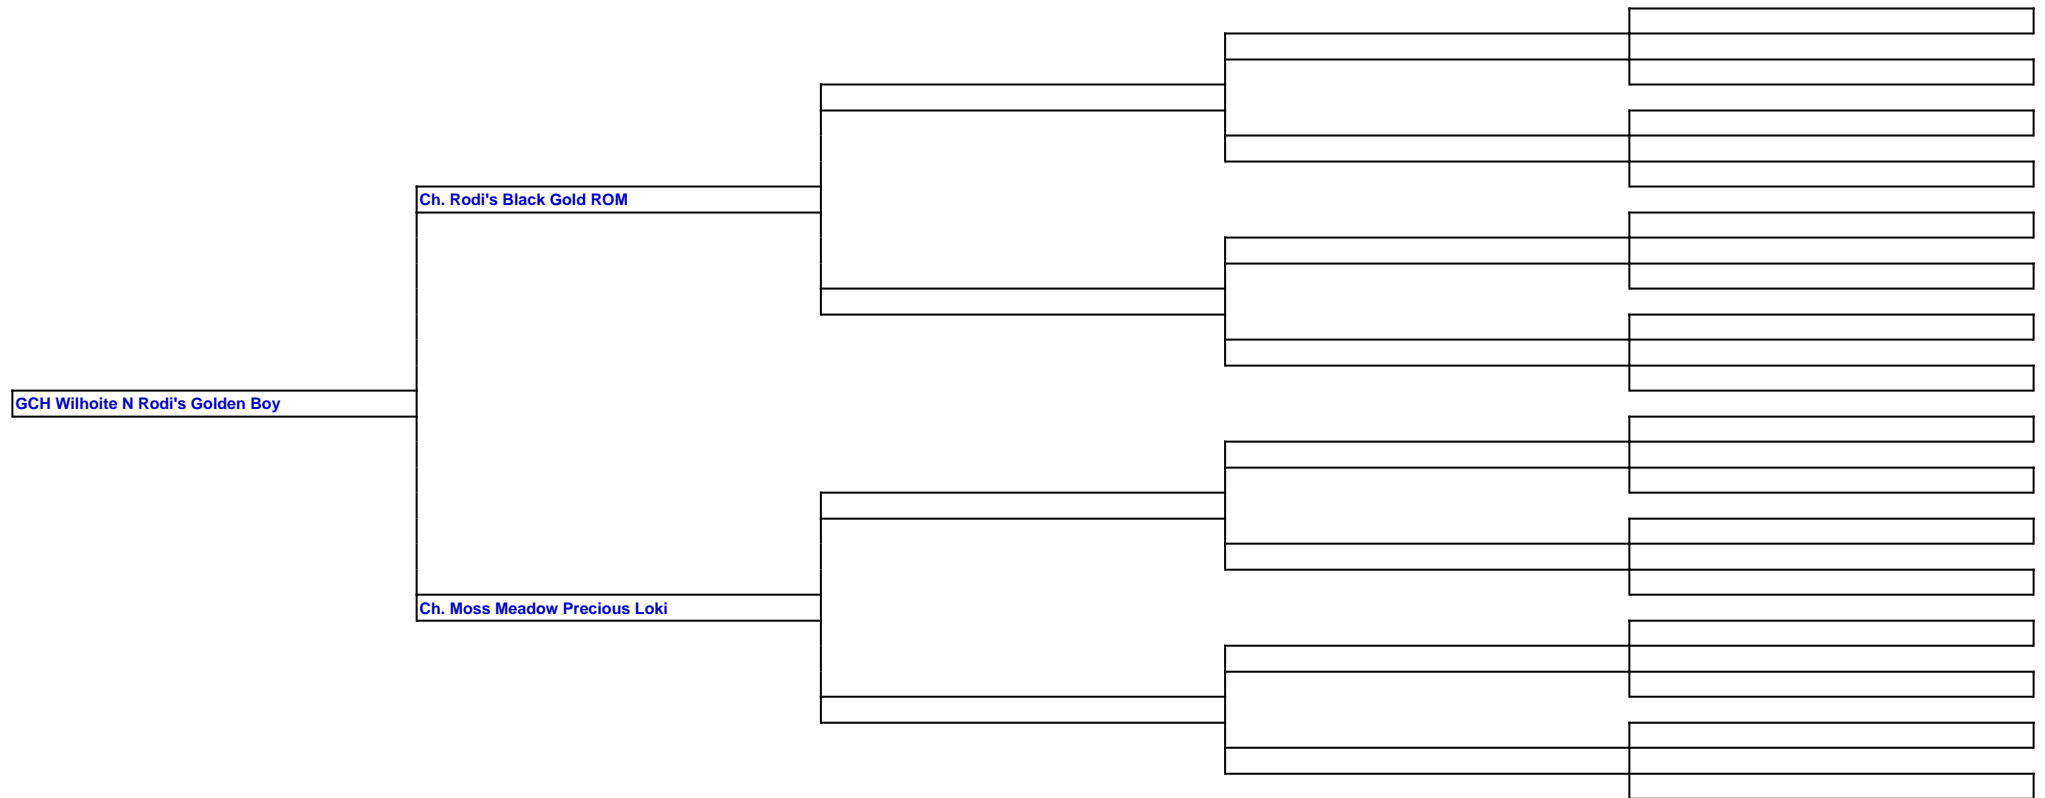 Ch. Rodi's Black Gold ROM
GCH Wilhoite N Rodi's Golden Boy
Ch. Moss Meadow Precious Loki